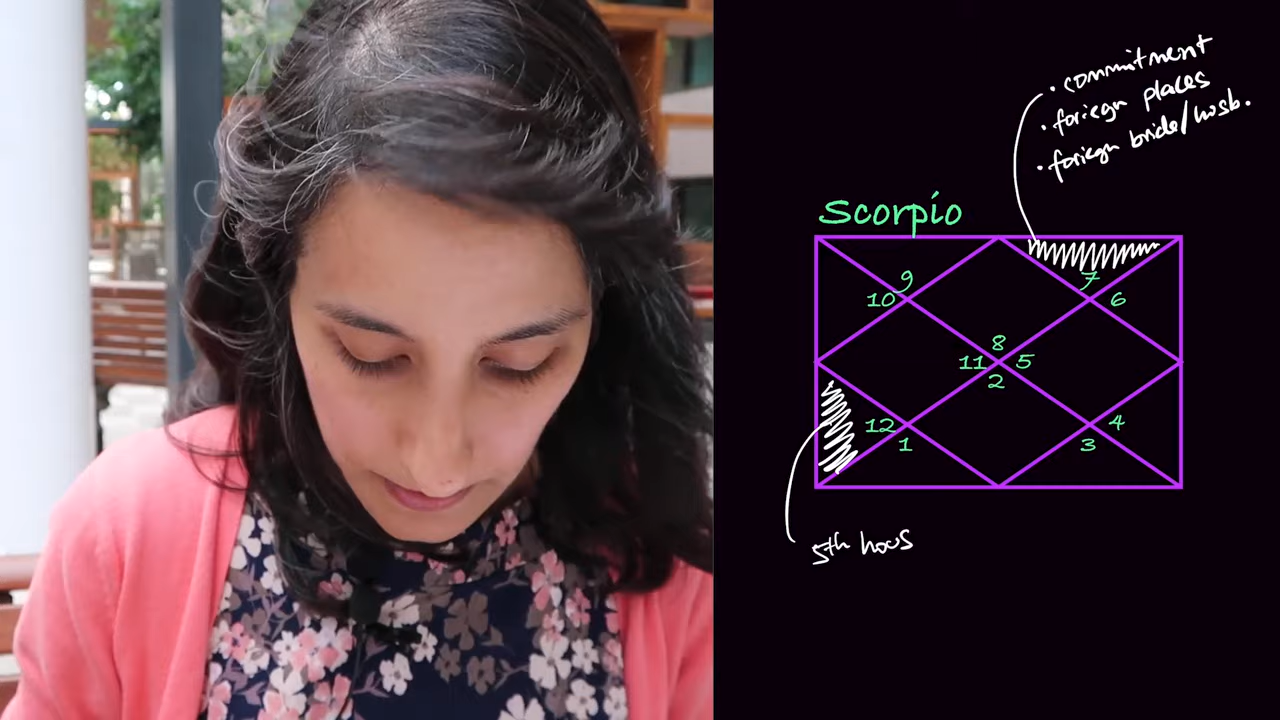 · commitment
· foriegn places
· foriegn bride/husb.
Scorpio
9
7
10
6
8
11
5
2
12
4
1
3
5th hous